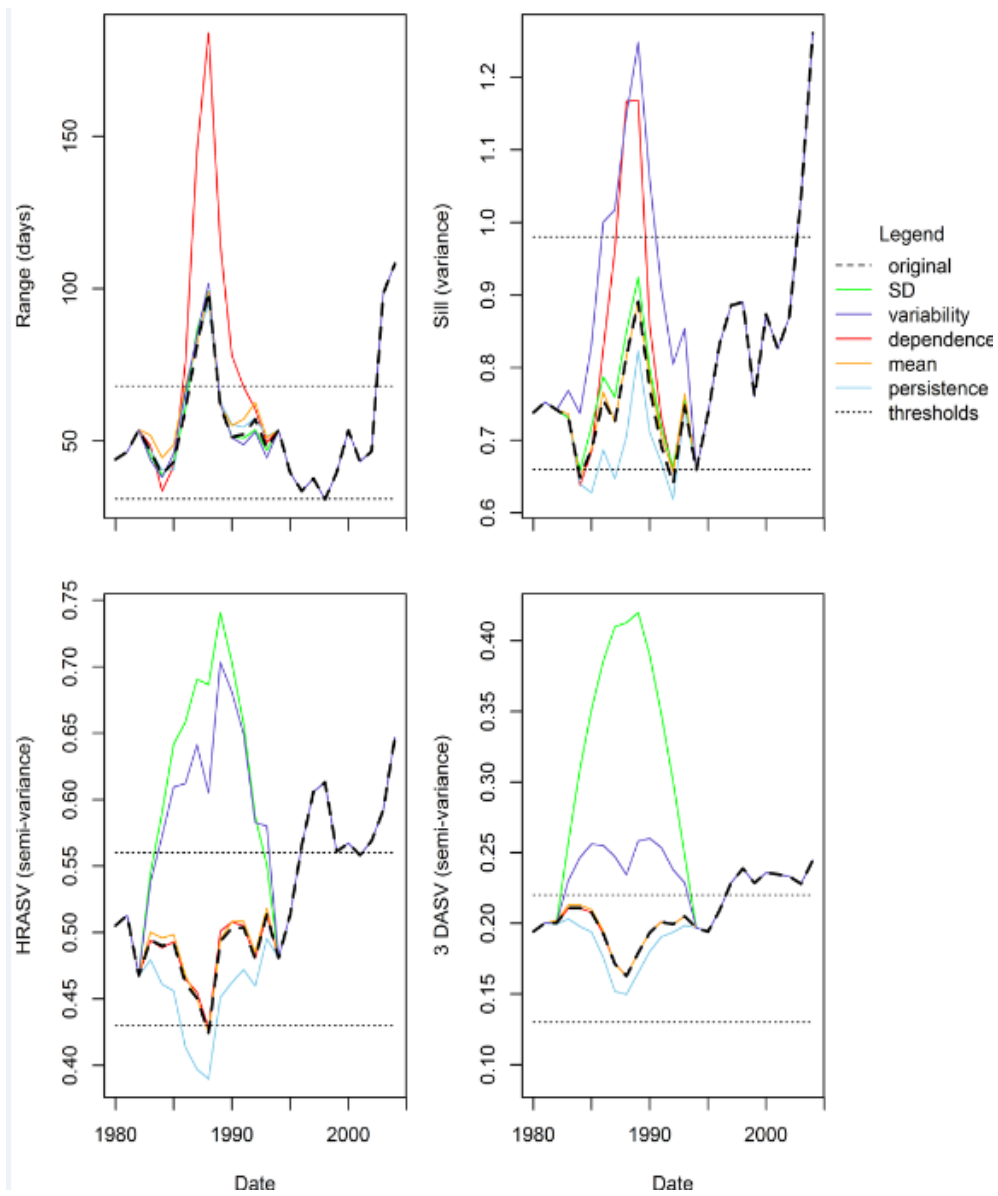 Range (days)
50
100
150
Sill (variance)
0.6
0.7
0.8
0.9
1.0
1.1
1.2
Legend
original
SD
variability
dependence
mean
persistence
thresholds
HRASV (semi-variance)
0.40
0.45
0.50
0.55
0.60
0.65
0.70
0.75
1980
1990
2000
Date
3 DASV (semi-variance)
0.10
0.15
0.20
0.25
0.30
0.35
0.40
1980
1990
2000
Date